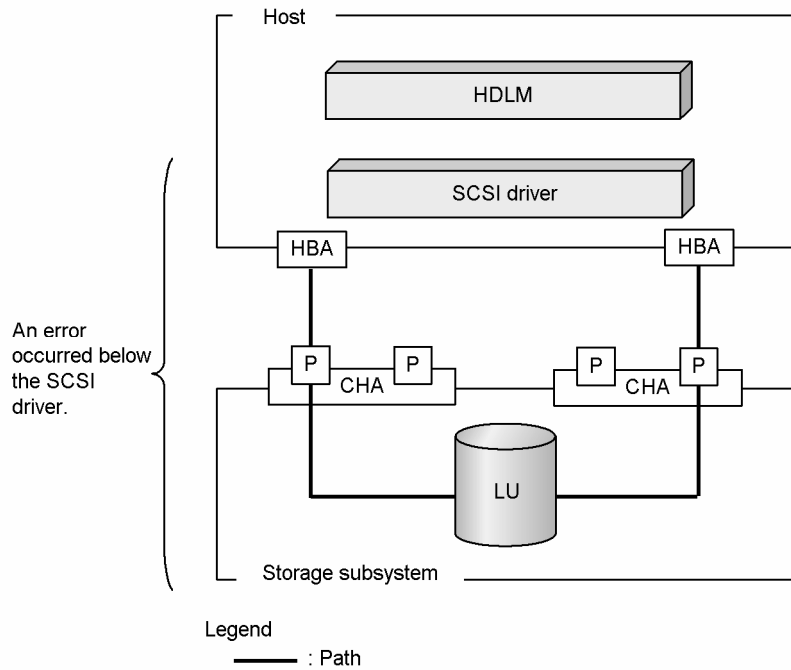 Host
HDLM
SCSI driver
HBA
HBA
An error
occurred below
the SCSI
driver.
P
P
CHA
P
P
CHA
LU
Storage subsystem
Legend
: Path